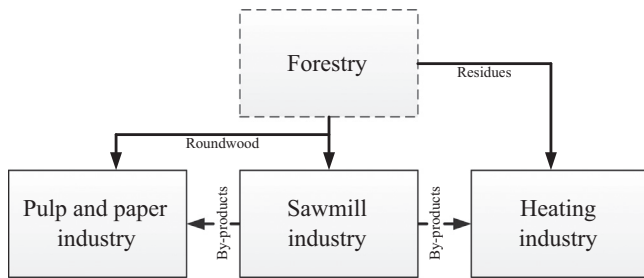 Forestry
Residues
Roundwood
Pulp and paper
industry
By-products
Sawmill
industry
By-products
Heating
industry